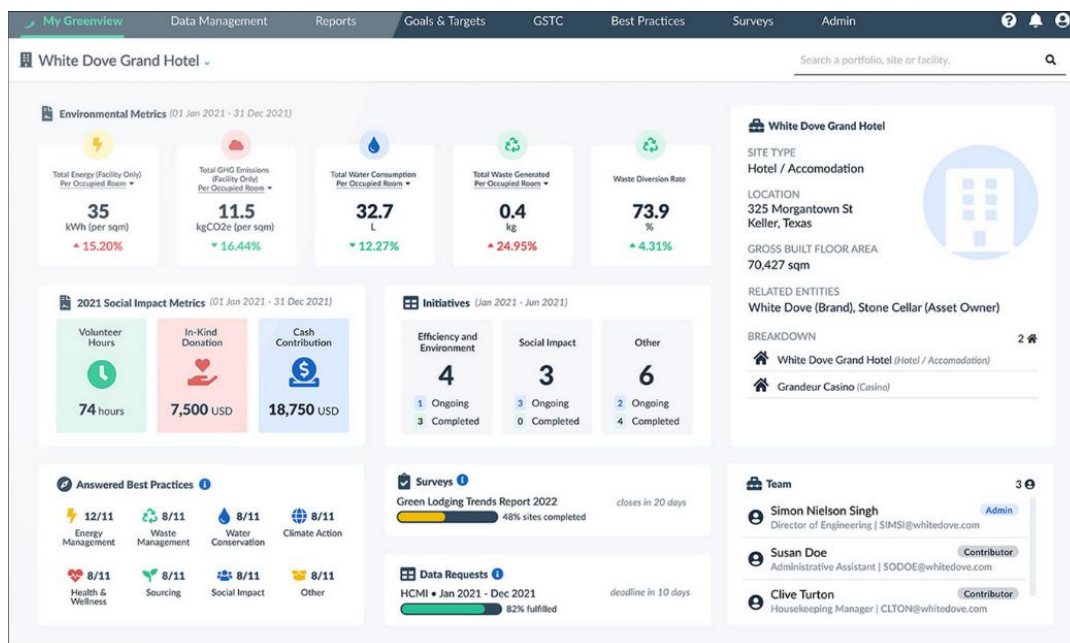 My Greenview
Data Management
Reports
Goals & Targets
GSTC
Best Practices
Surveys
Admin
White Dove Grand Hotel
Search a portfolio, site or facility.
Environmental Metrics (01 Jan 2021 - 31 Dec 2021)
Total Energy (Facility Only)
Per Occupied Room
35
kWh (per sqm)
15.20%
Total GHG Emissions
(Facility Only)
Per Occupied Room
11.5
kgCO2e (per sqm)
16.44%
Total Water Consumption
Per Occupied Room
32.7
L
12.27%
Total Waste Generated
Per Occupied Room
0.4
kg
24.95%
Waste Diversion Rate
73.9
%
4.31%
White Dove Grand Hotel
SITE TYPE
Hotel / Accomodation
LOCATION
325 Morgantown St
Keller, Texas
GROSS BUILT FLOOR AREA
70,427 sqm
RELATED ENTITIES
White Dove (Brand), Stone Cellar (Asset Owner)
BREAKDOWN
2
White Dove Grand Hotel (Hotel / Accomodation)
Grandeur Casino (Casino)
2021 Social Impact Metrics (01 Jan 2021 - 31 Dec 2021)
Volunteer
Hours
74 hours
In-Kind
Donation
7,500 USD
Cash
Contribution
$
18,750 USD
Initiatives (Jan 2021 - Jun 2021)
Efficiency and
Environment
4
1 Ongoing
3 Completed
Social Impact
3
3 Ongoing
0 Completed
Other
6
2 Ongoing
4 Completed
Answered Best Practices
12/11
Energy
Management
8/11
Waste
Management
8/11
Water
Conservation
8/11
Climate Action
8/11
Health &
Wellness
8/11
Sourcing
8/11
Social Impact
8/11
Other
Surveys
Green Lodging Trends Report 2022
closes in 20 days
48% sites completed
Data Requests
HCMI • Jan 2021 - Dec 2021
deadline in 10 days
82% fulfilled
Team
3
Simon Nielson Singh
Admin
Director of Engineering | SIMSI@whitedove.com
Susan Doe
Contributor
Administrative Assistant | SODOE@whitedove.com
Clive Turton
Contributor
Housekeeping Manager | CLTON@whitedove.com